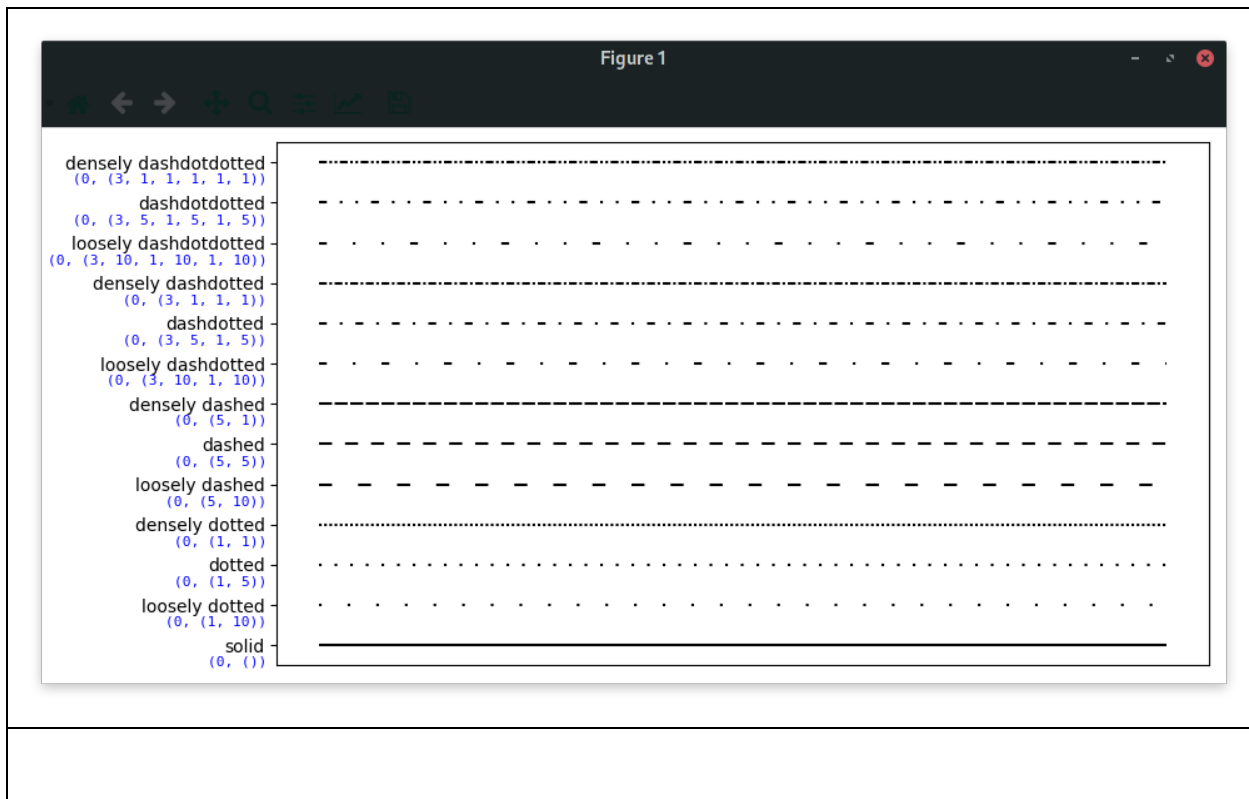 Figure 1
densely dashdotdotted
(0, (3, 1, 1, 1, 1, 1))
dashdotdotted
(0, (3, 5, 1, 5, 1, 5))
loosely dashdotdotted
(0, (3, 10, 1, 10, 1, 10))
densely dashdotted
(0, (3, 1, 1, 1))
dashdotted
(0, (3, 5, 1, 5))
loosely dashdotted
(0, (3, 10, 1, 10))
densely dashed
(0, (5, 1))
dashed
(0, (5, 5))
loosely dashed
(0, (5, 10))
densely dotted
(0, (1, 1))
dotted
(0, (1, 5))
loosely dotted
(0, (1, 10))
solid
(0, ())